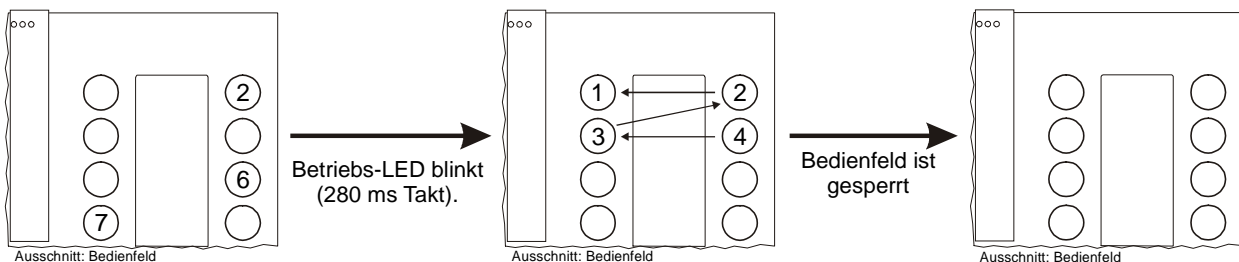 2
6
7
Ausschnitt: Bedienfeld
Betriebs-LED blinkt
(280 ms Takt).
1 2
3 4
Ausschnitt: Bedienfeld
Bedienfeld ist
gesperrt
Ausschnitt: Bedienfeld